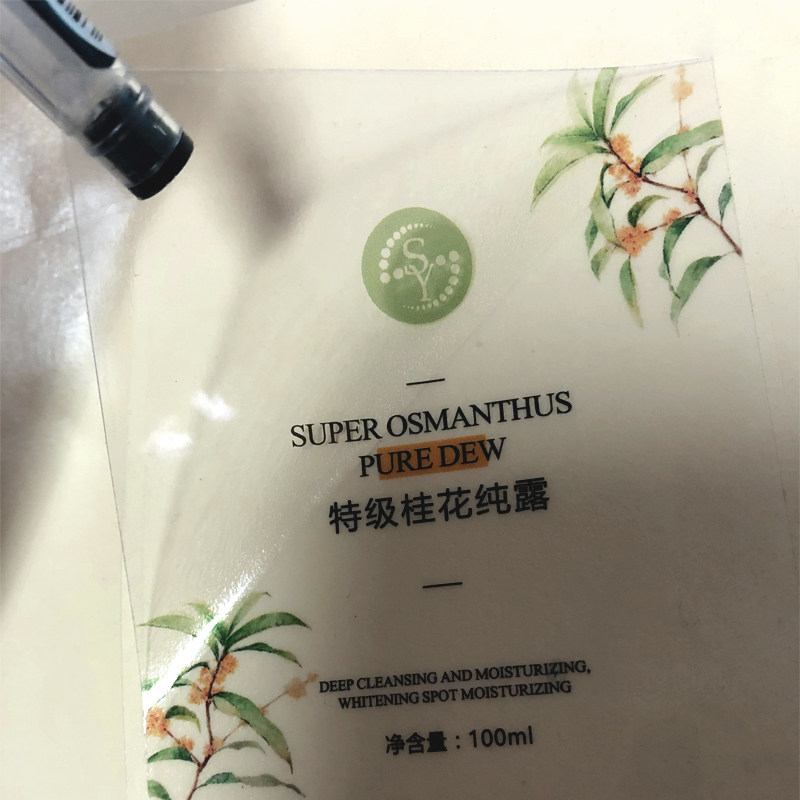 SY
SUPER OSMANTHUS
PURE DEW
特级桂花纯露
DEEP CLEANSING AND MOISTURIZING,
WHITENING SPOT MOISTURIZING
净含量：100ml